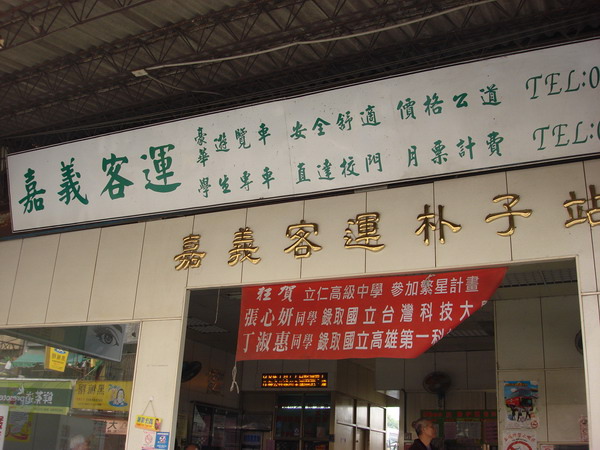 嘉義客運
豪華 遊覽車 安全舒適 價格公道 TEL:0
學生專車 直達校門 月票計費 TEL:0
嘉義客運朴子站
狂賀 立仁高級中學 參加繁星計畫
張心妍同學 錄取國立台灣科技大
丁淑惠同學 錄取國立高雄第一科